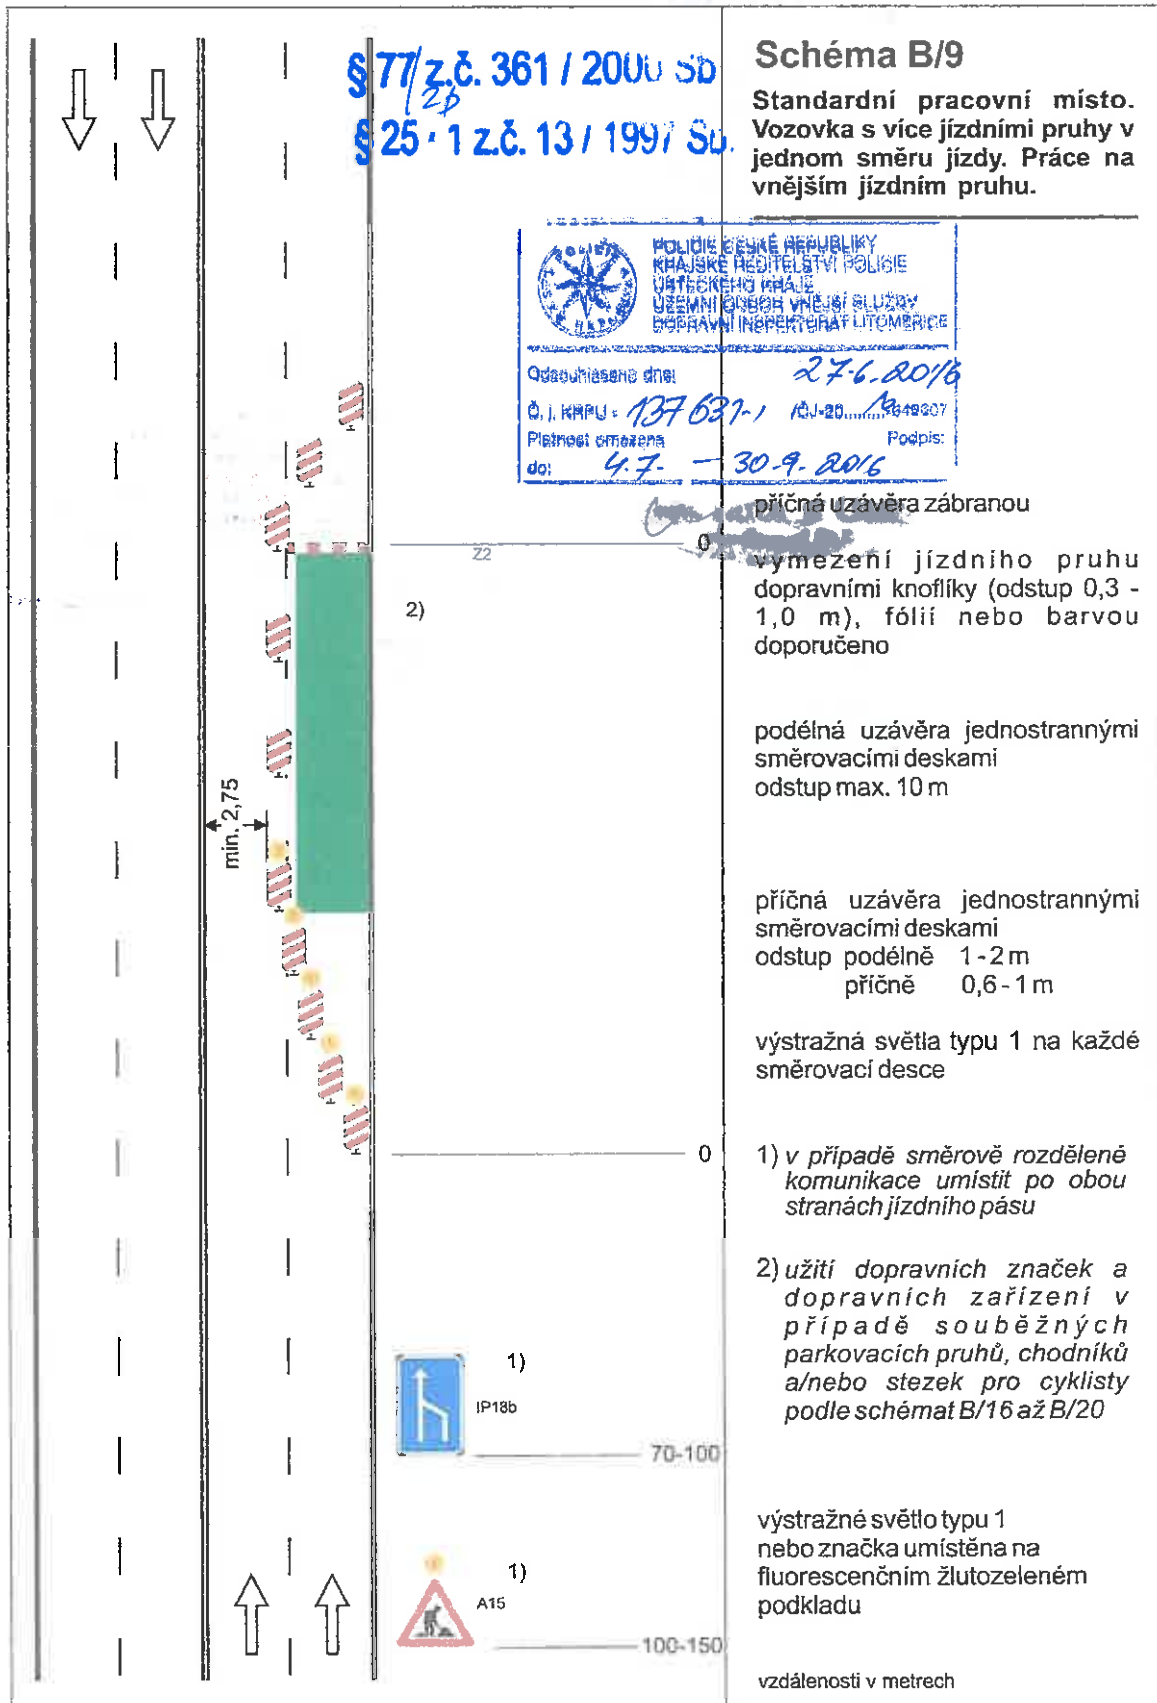 § 77 z.č. 361 / 2000 Sb
§ 25 · 1 z.č. 13 / 1997 Sb.
Schéma B/9
Standardní pracovní místo.
Vozovka s více jízdními pruhy v
jednom směru jízdy. Práce na
vnějším jízdním pruhu.
POLICIE ČESKÉ REPUBLIKY
KRAJSKÉ ŘEDITELSTVÍ POLICIE
ÚSTECKÉHO KRAJE
ÚZEMNÍ ODBOR VNĚJŠÍ SLUŽBY
DOPRAVNÍ INSPEKTORÁT LITOMĚŘICE
Odsouhlaseno dne: 27.6.2016
Č. j. KRPU - 137631-1 /ČJ-20
Platnost omezena Podpis:
do: 4.7. - 30.9.2016
příčná uzávěra zábranou
0
Z2
vymezení jízdního pruhu
dopravními knoflíky (odstup 0,3 -
1,0 m), fólií nebo barvou
doporučeno
2)
podélná uzávěra jednostrannými
směrovacími deskami
odstup max. 10 m
min. 2,75
příčná uzávěra jednostrannými
směrovacími deskami
odstup podélně 1 - 2 m
příčně 0,6 - 1 m
výstražná světla typu 1 na každé
směrovací desce
0
1) v případě směrově rozdělené
komunikace umístit po obou
stranách jízdního pásu
2) užití dopravních značek a
dopravních zařízení v
případě souběžných
parkovacích pruhů, chodníků
a/nebo stezek pro cyklisty
podle schémat B/16 až B/20
1)
IP18b
70-100
výstražné světlo typu 1
nebo značka umístěna na
fluorescenčním žlutozeleném
podkladu
1)
A15
100-150
vzdálenosti v metrech